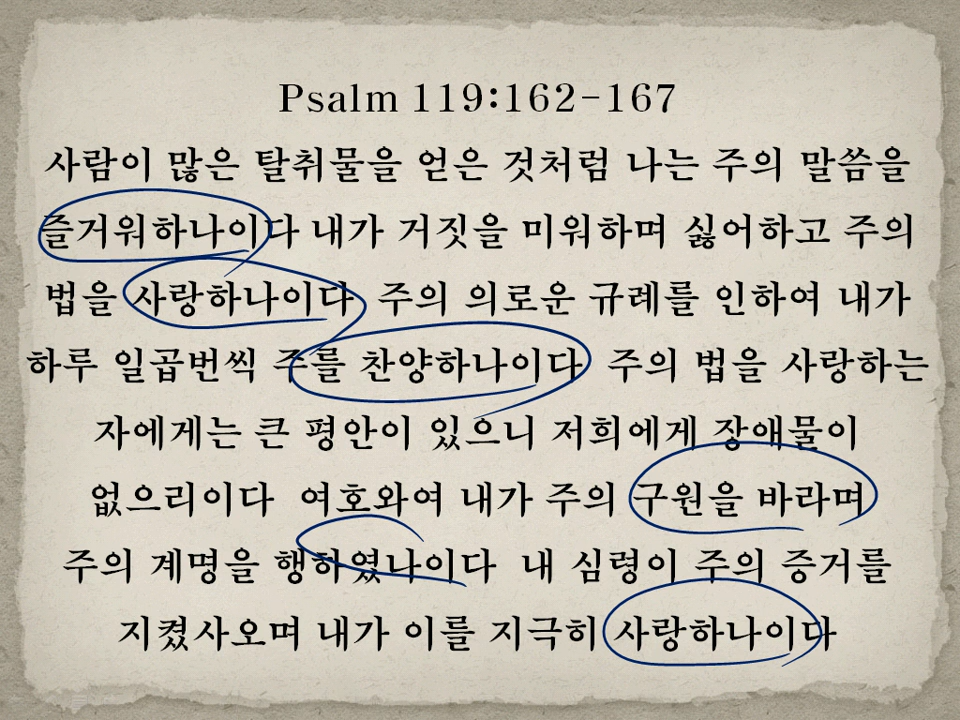 Psalm 119:162-167
사람이 많은 탈취물을 얻은 것처럼 나는 주의 말씀을
즐거워하나이다 내가 거짓을 미워하며 싫어하고 주의
법을 사랑하나이다 주의 의로운 규례를 인하여 내가
하루 일곱번씩 주를 찬양하나이다 주의 법을 사랑하는
자에게는 큰 평안이 있으니 저희에게 장애물이
없으리이다 여호와여 내가 주의 구원을 바라며
주의 계명을 행하였나이다 내 심령이 주의 증거를
지켰사오며 내가 이를 지극히 사랑하나이다